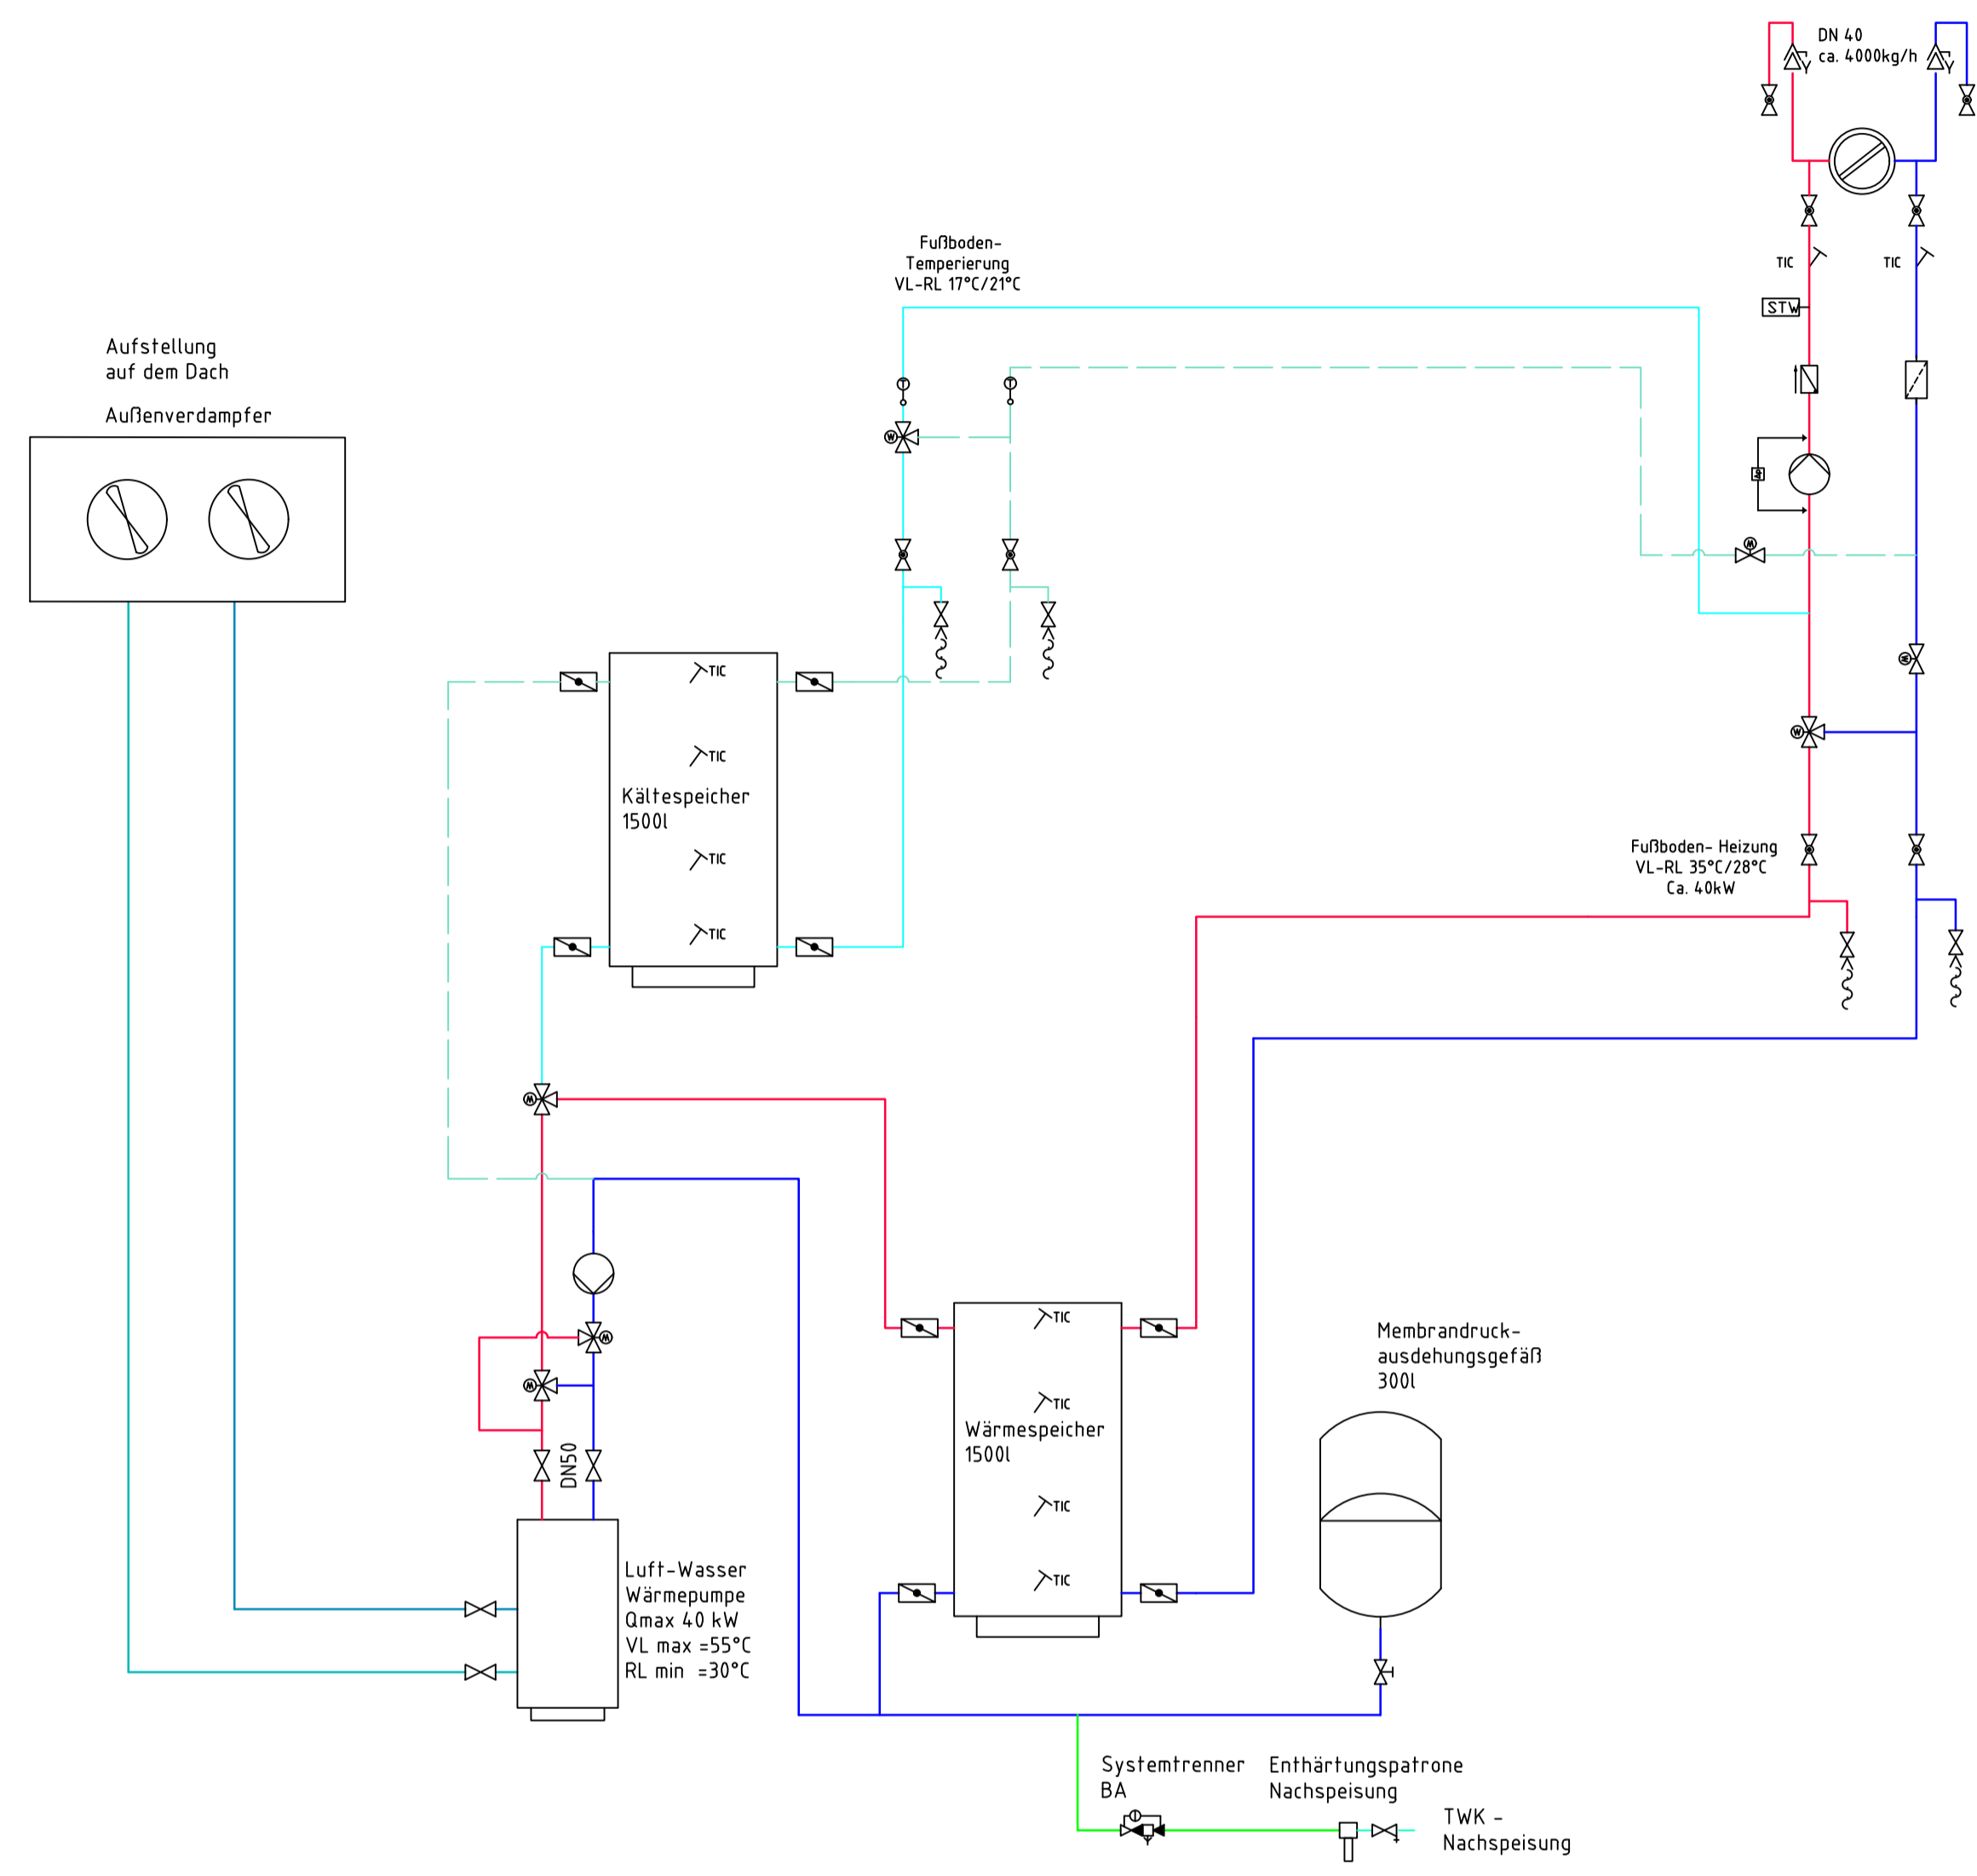 DN 40
ca. 4000kg/h
Fußboden-
Temperierung
VL-RL 17°C/21°C
TIC
TIC
STW
Aufstellung
auf dem Dach
Außenverdampfer
T
T
M
M
M
TIC
TIC
Kältespeicher
1500l
TIC
TIC
M
M
Fußboden- Heizung
VL-RL 35°C/28°C
Ca. 40kW
M
M
M
DN50
TIC
TIC
Wärmespeicher
1500l
TIC
TIC
Membrandruck-
ausdehungsgefäß
300l
Luft-Wasser
Wärmepumpe
Qmax 40 kW
VL max =55°C
RL min =30°C
Systemtrenner
BA
Enthärtungspatrone
Nachspeisung
TWK -
Nachspeisung